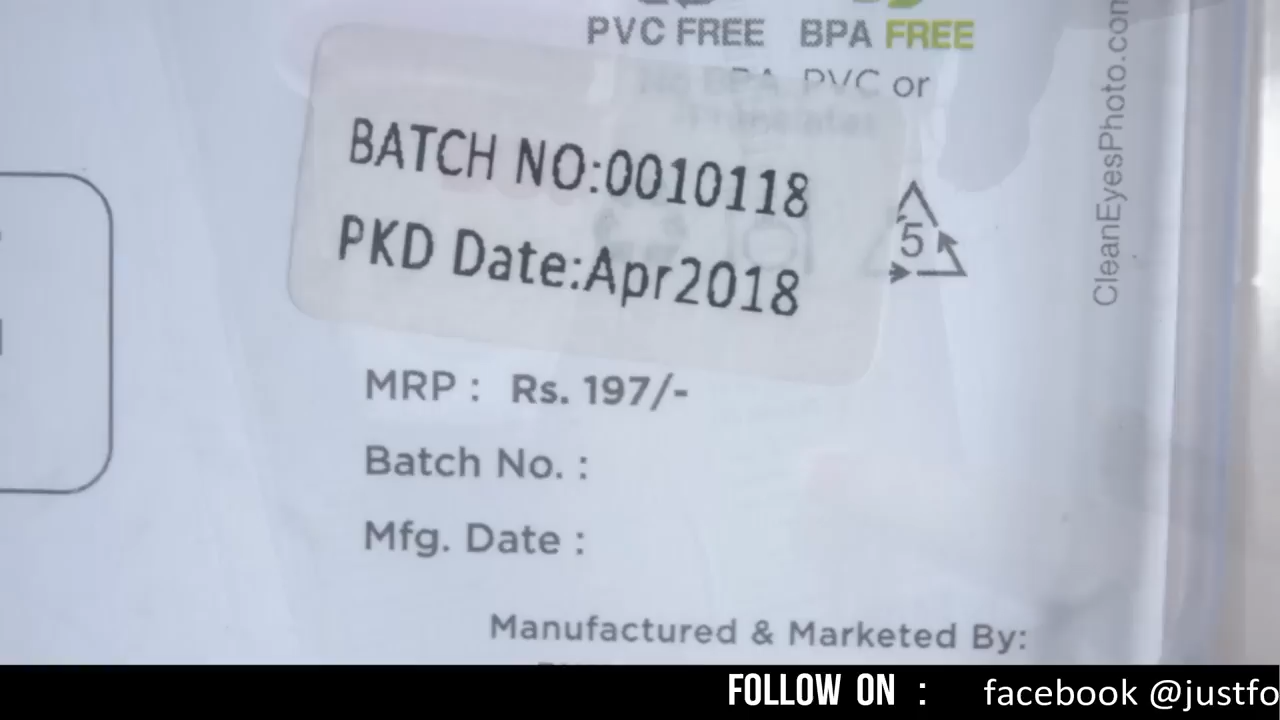 PVC FREE BPA FREE
No BPA, PVC or
BATCH NO:0010118
PKD Date:Apr2018
5
MRP : Rs. 197/-
Batch No. :
Mfg. Date :
Manufactured & Marketed By:
CleanEyesPhoto.com
FOLLOW ON : facebook @justfo